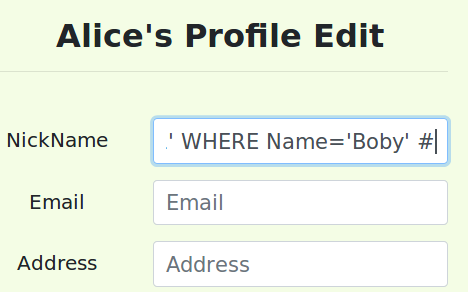 Alice's Profile Edit
NickName
.' WHERE Name='Boby' #
Email
Email
Address
Address